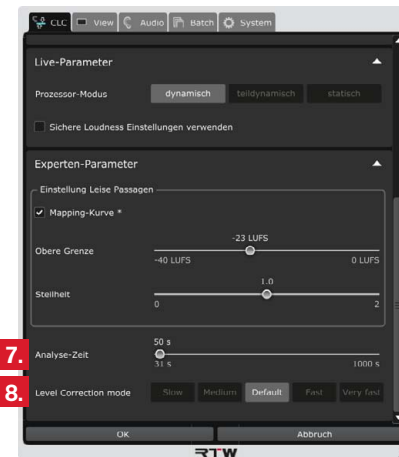 CLC View Audio Batch System
Live-Parameter
Prozessor-Modus dynamisch teildynamisch statisch
Sichere Loudness Einstellungen verwenden
Experten-Parameter
Einstellung Leise Passagen
Mapping-Kurve *
-23 LUFS
Obere Grenze
-40 LUFS 0 LUFS
1.0
Steilheit
0 2
50 s
7. Analyse-Zeit
31 s 1000 s
8. Level Correction mode Slow Medium Default Fast Very fast
OK Abbruch
RTW